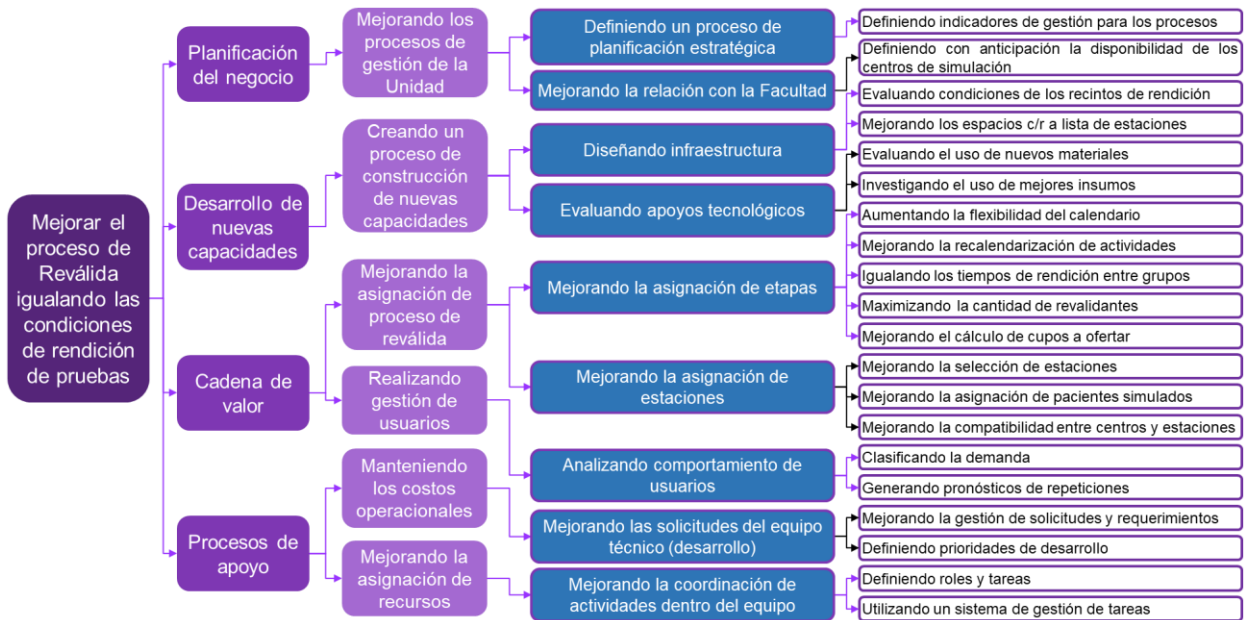 Mejorar el
proceso de
Reválida
igualando las
condiciones
de rendición
de pruebas
Planificación
del negocio
Desarrollo de
nuevas
capacidades
Cadena de
valor
Procesos de
apoyo
Mejorando los
procesos de
gestión de la
Unidad
Creando un
proceso de
construcción
de nuevas
capacidades
Mejorando la
asignación de
proceso de
reválida
Realizando
gestión de
usuarios
Manteniendo
los costos
operacionales
Mejorando la
asignación de
recursos
Definiendo un proceso de
planificación estratégica
Mejorando la relación con la Facultad
Diseñando infraestructura
Evaluando apoyos tecnológicos
Mejorando la asignación de etapas
Mejorando la asignación de
estaciones
Analizando comportamiento de
usuarios
Mejorando las solicitudes del equipo
técnico (desarrollo)
Mejorando la coordinación de
actividades dentro del equipo
Definiendo indicadores de gestión para los procesos
Definiendo con anticipación la disponibilidad de los
centros de simulación
Evaluando condiciones de los recintos de rendición
Mejorando los espacios c/r a lista de estaciones
Evaluando el uso de nuevos materiales
Investigando el uso de mejores insumos
Aumentando la flexibilidad del calendario
Mejorando la recalendarización de actividades
Igualando los tiempos de rendición entre grupos
Maximizando la cantidad de revalidantes
Mejorando el cálculo de cupos a ofertar
Mejorando la selección de estaciones
Mejorando la asignación de pacientes simulados
Mejorando la compatibilidad entre centros y estaciones
Clasificando la demanda
Generando pronósticos de repeticiones
Mejorando la gestión de solicitudes y requerimientos
Definiendo prioridades de desarrollo
Definiendo roles y tareas
Utilizando un sistema de gestión de tareas